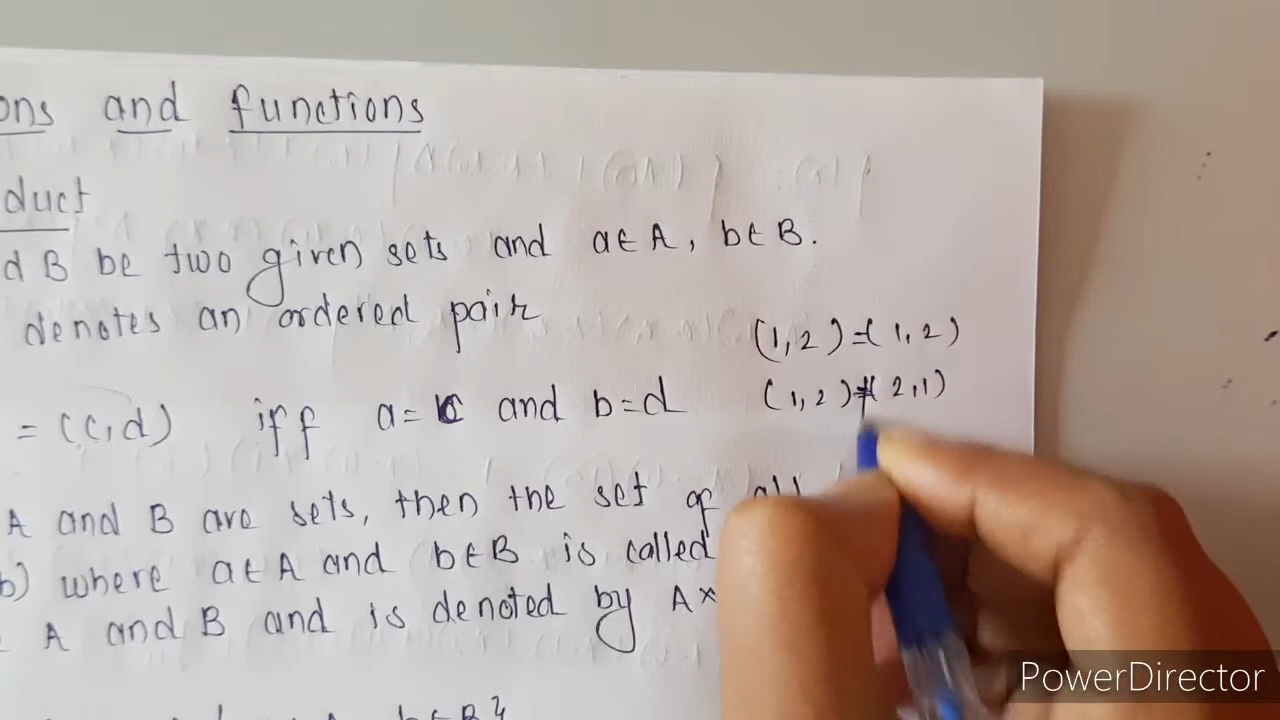 ons and functions
duct
d B be two given sets and a∈A, b∈B.
denotes an ordered pair
(1,2)=(1,2)
= (c,d) iff a=c and b=d
(1,2)≠(2,1)
A and B are sets, then the set of all
b) where a∈A and b∈B is called
A and B and is denoted by A×
b∈B}
PowerDirector